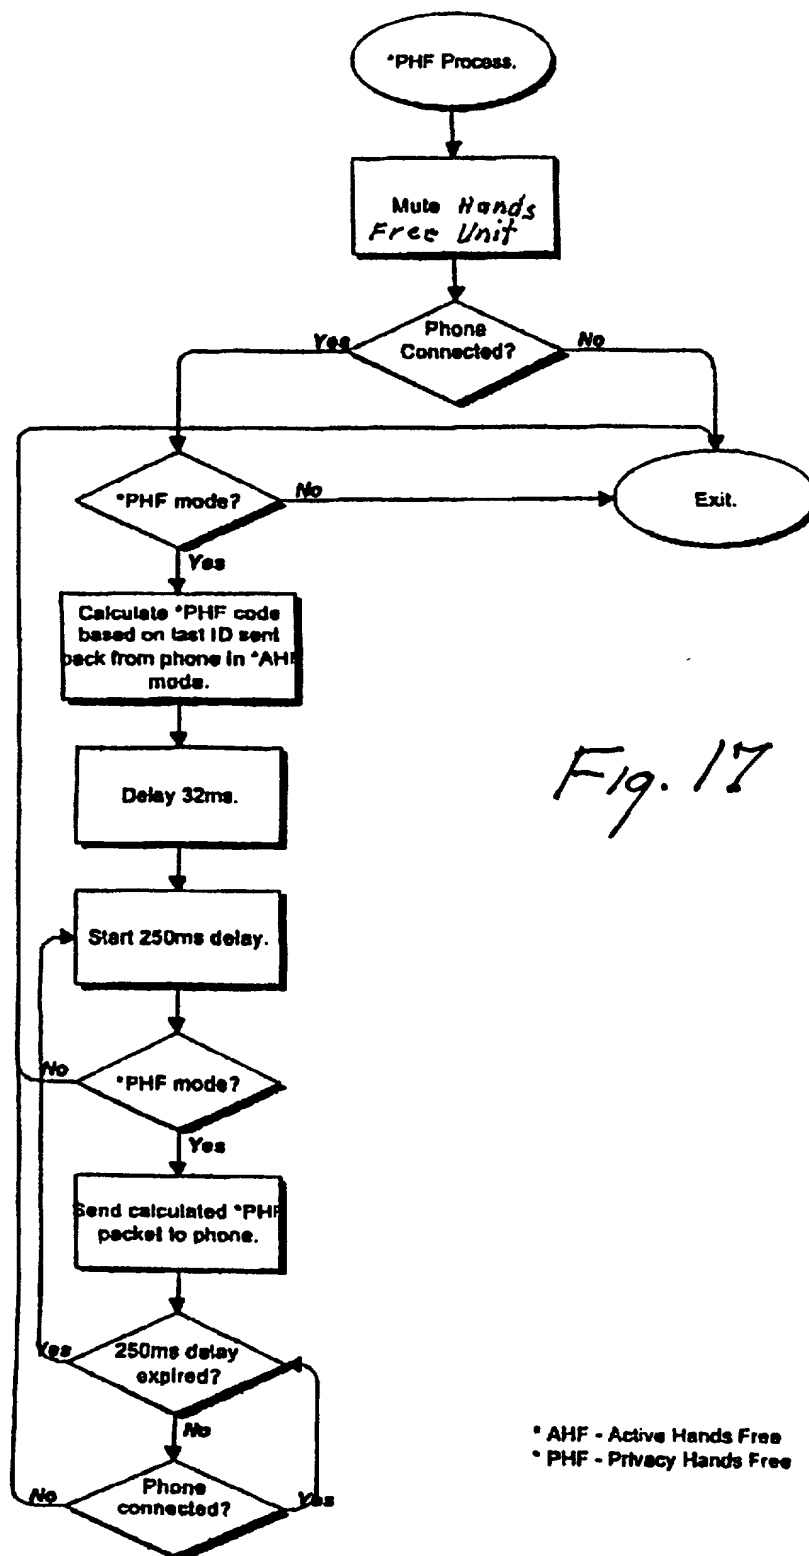 *PHF Process.
Mute Hands
Free Unit
Phone
Connected?
Yes
No
*PHF mode?
No
Exit.
Yes
Calculate *PHF code
based on last ID sent
back from phone in *AHF
mode.
Delay 32ms.
Fig. 17
Start 250ms delay.
No
*PHF mode?
Yes
Send calculated *PHF
packet to phone.
Yes
250ms delay
expired?
No
* AHF - Active Hands Free
* PHF - Privacy Hands Free
No
Phone
connected?
Yes